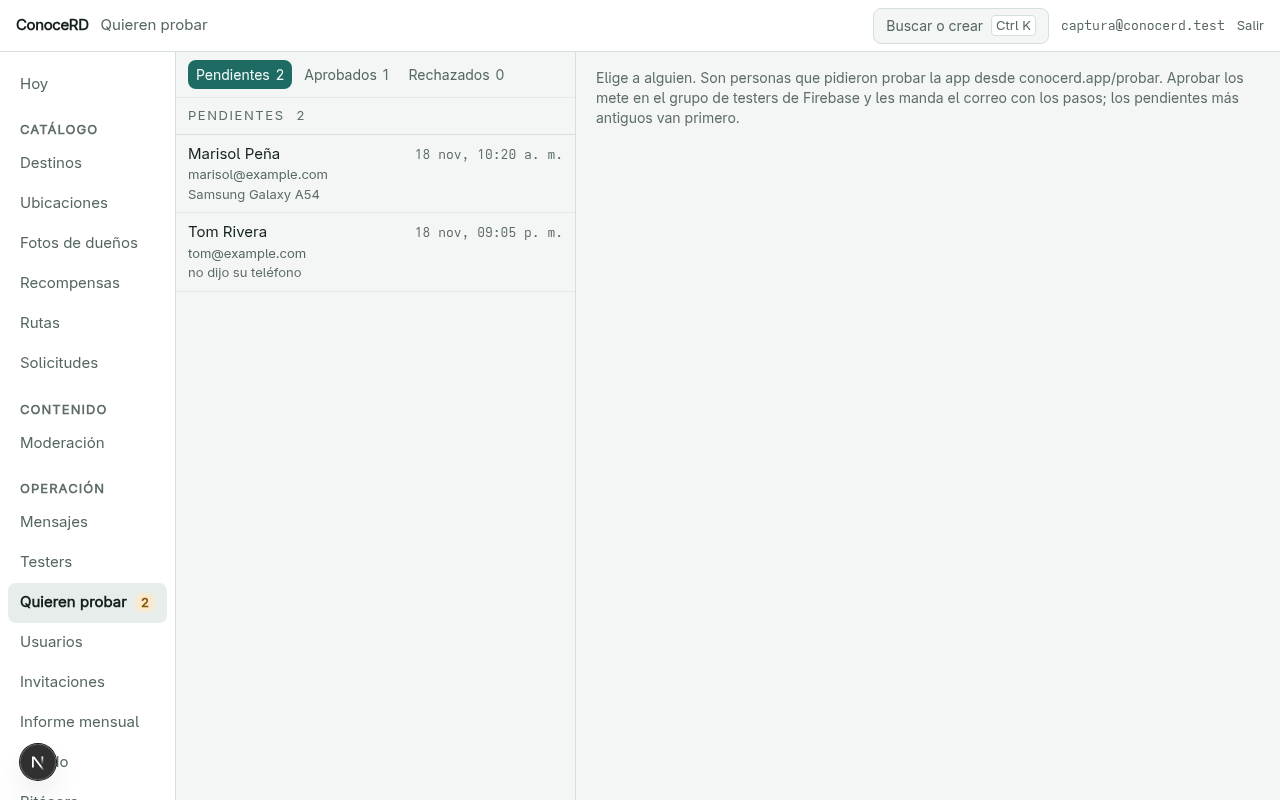 ConoceRD Quieren probar
Buscar o crear Ctrl K captura@conocerd.test Salir
Hoy
CATÁLOGO
Destinos
Ubicaciones
Fotos de dueños
Recompensas
Rutas
Solicitudes
CONTENIDO
Moderación
OPERACIÓN
Mensajes
Testers
Quieren probar 2
Usuarios
Invitaciones
Informe mensual
Pendientes 2 Aprobados 1 Rechazados 0
PENDIENTES 2
Marisol Peña 18 nov, 10:20 a. m.
marisol@example.com
Samsung Galaxy A54
Tom Rivera 18 nov, 09:05 p. m.
tom@example.com
no dijo su teléfono
Elige a alguien. Son personas que pidieron probar la app desde conocerd.app/probar. Aprobar los
mete en el grupo de testers de Firebase y les manda el correo con los pasos; los pendientes más
antiguos van primero.